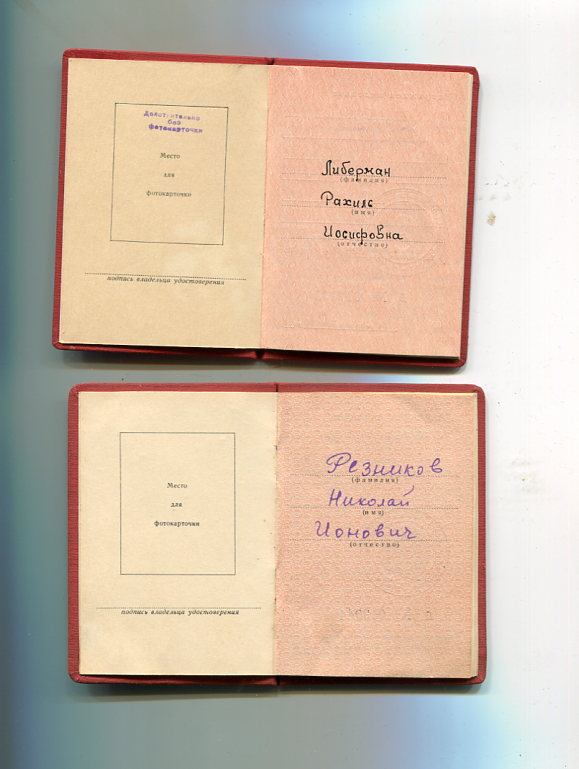 Действительно
без
фотокарточки
Место
для
фотокарточки
подпись владельца удостоверения
Либерман
(фамилия)
Рахиль
(имя)
Иосифовна
(отчество)
Место
для
фотокарточки
подпись владельца удостоверения
Резников
(фамилия)
Николай
(имя)
Ионович
(отчество)